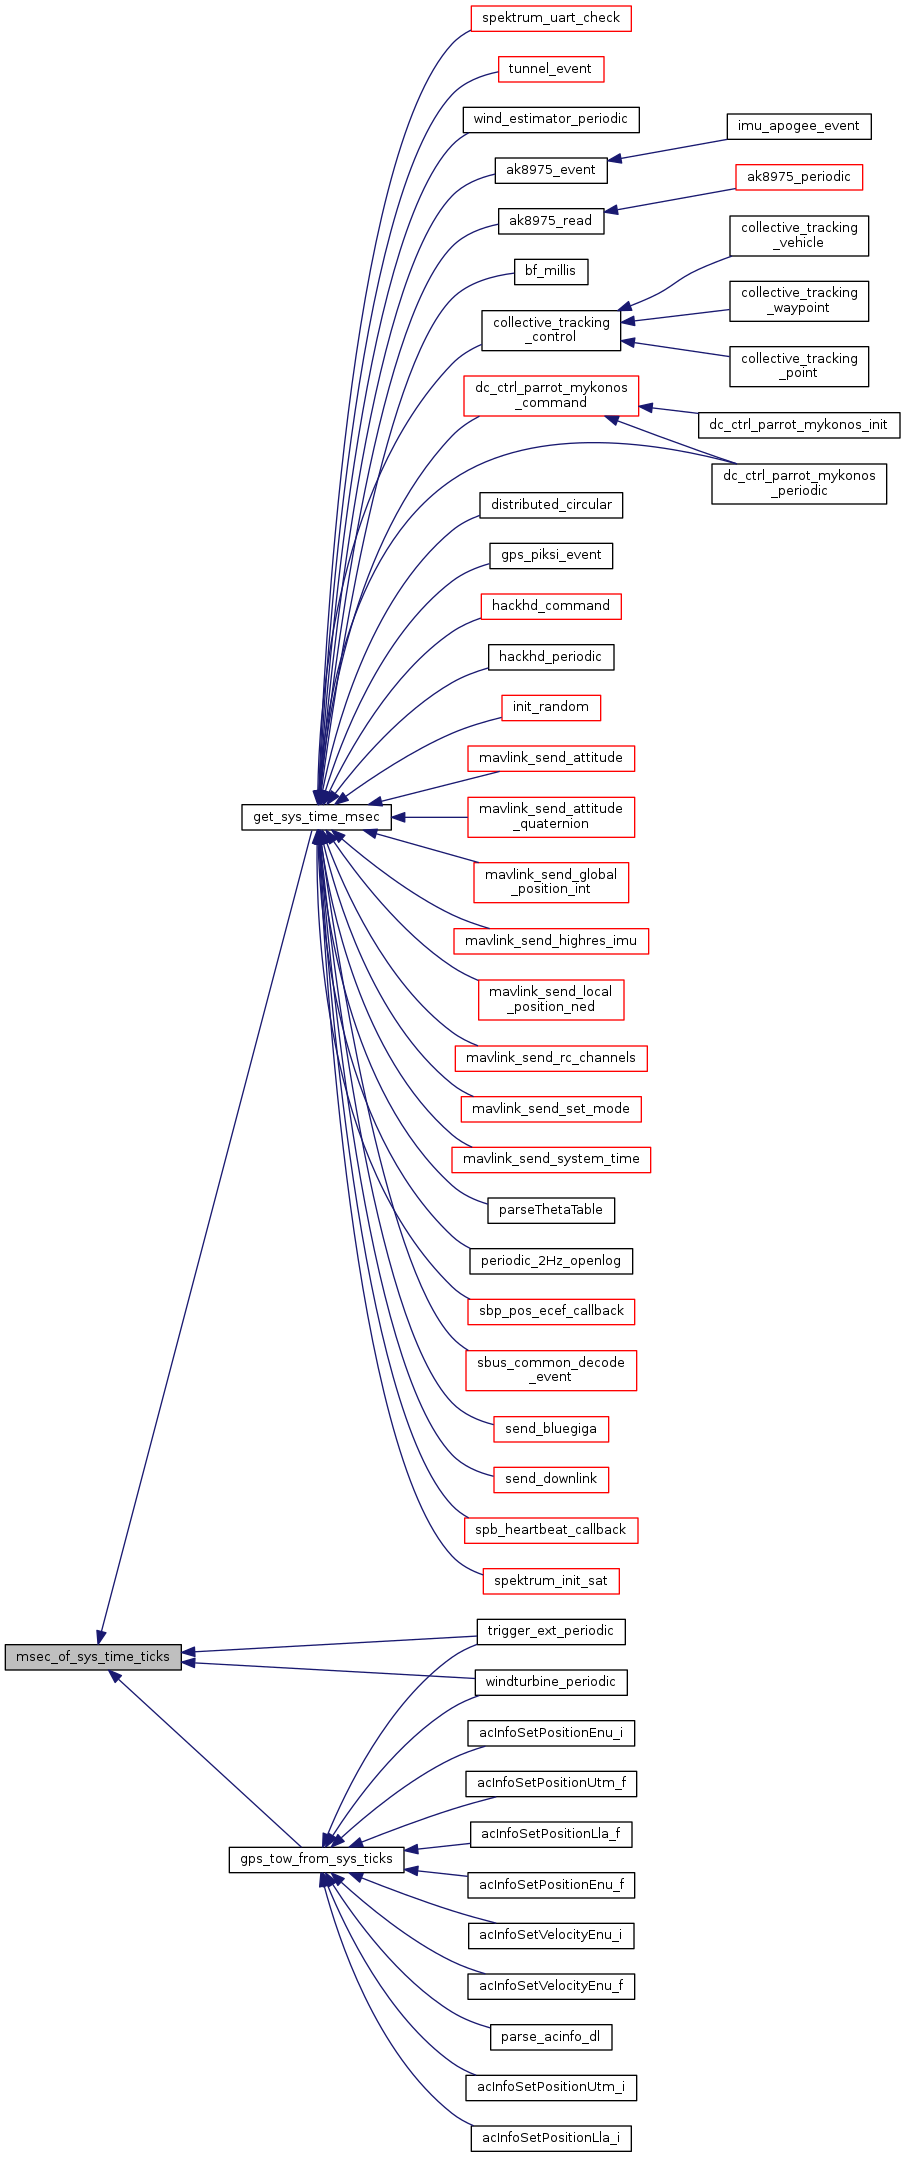 spektrum_uart_check
tunnel_event
wind_estimator_periodic
imu_apogee_event
ak8975_event
ak8975_periodic
ak8975_read
collective_tracking
_vehicle
bf_millis
collective_tracking
_waypoint
collective_tracking
_control
collective_tracking
_point
dc_ctrl_parrot_mykonos
_command
dc_ctrl_parrot_mykonos_init
dc_ctrl_parrot_mykonos
_periodic
distributed_circular
gps_piksi_event
hackhd_command
hackhd_periodic
init_random
mavlink_send_attitude
get_sys_time_msec
mavlink_send_attitude
_quaternion
mavlink_send_global
_position_int
mavlink_send_highres_imu
mavlink_send_local
_position_ned
mavlink_send_rc_channels
mavlink_send_set_mode
mavlink_send_system_time
parseThetaTable
periodic_2Hz_openlog
sbp_pos_ecef_callback
sbus_common_decode
_event
send_bluegiga
send_downlink
spb_heartbeat_callback
spektrum_init_sat
trigger_ext_periodic
msec_of_sys_time_ticks
windturbine_periodic
acInfoSetPositionEnu_i
acInfoSetPositionUtm_f
acInfoSetPositionLla_f
gps_tow_from_sys_ticks
acInfoSetPositionEnu_f
acInfoSetVelocityEnu_i
acInfoSetVelocityEnu_f
parse_acinfo_dl
acInfoSetPositionUtm_i
acInfoSetPositionLla_i